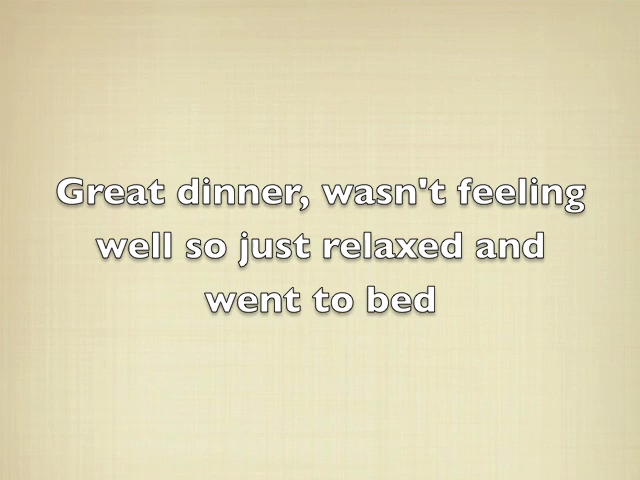 Great dinner, wasn't feeling
well so just relaxed and
went to bed